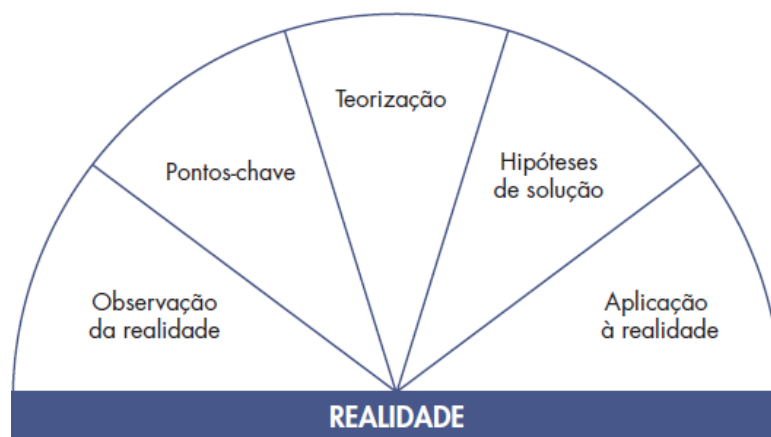 Observação
da realidade
Pontos-chave
Teorização
Hipóteses
de solução
Aplicação
à realidade
REALIDADE